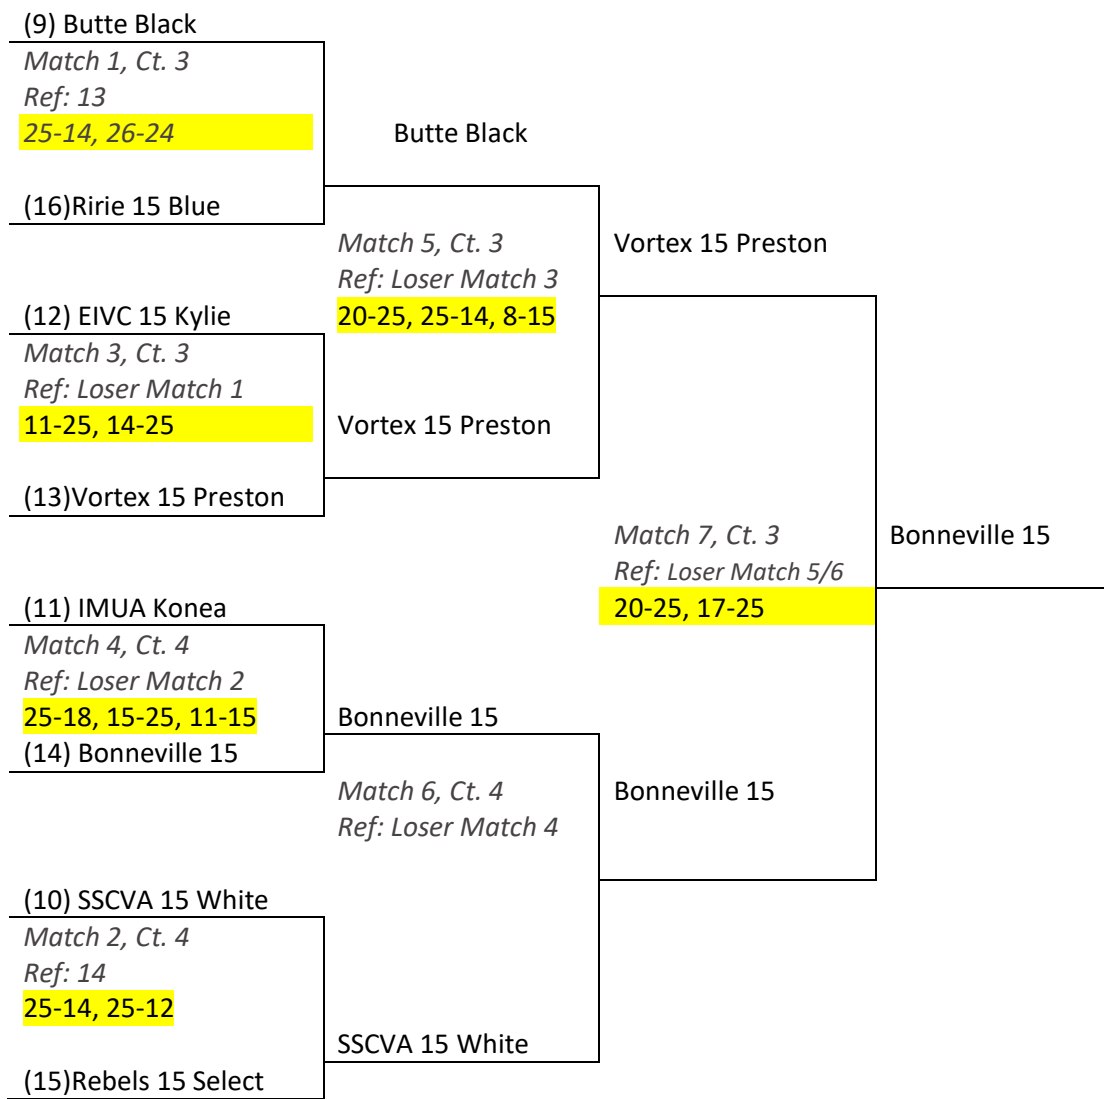 (9) Butte Black
Match 1, Ct. 3
Ref: 13
25-14, 26-24
Butte Black
(16)Ririe 15 Blue
Match 5, Ct. 3
Ref: Loser Match 3
20-25, 25-14, 8-15
Vortex 15 Preston
(12) EIVC 15 Kylie
Match 3, Ct. 3
Ref: Loser Match 1
11-25, 14-25
Vortex 15 Preston
(13)Vortex 15 Preston
Match 7, Ct. 3
Ref: Loser Match 5/6
20-25, 17-25
Bonneville 15
(11) IMUA Konea
Match 4, Ct. 4
Ref: Loser Match 2
25-18, 15-25, 11-15
Bonneville 15
(14) Bonneville 15
Match 6, Ct. 4
Ref: Loser Match 4
Bonneville 15
(10) SSCVA 15 White
Match 2, Ct. 4
Ref: 14
25-14, 25-12
SSCVA 15 White
(15)Rebels 15 Select